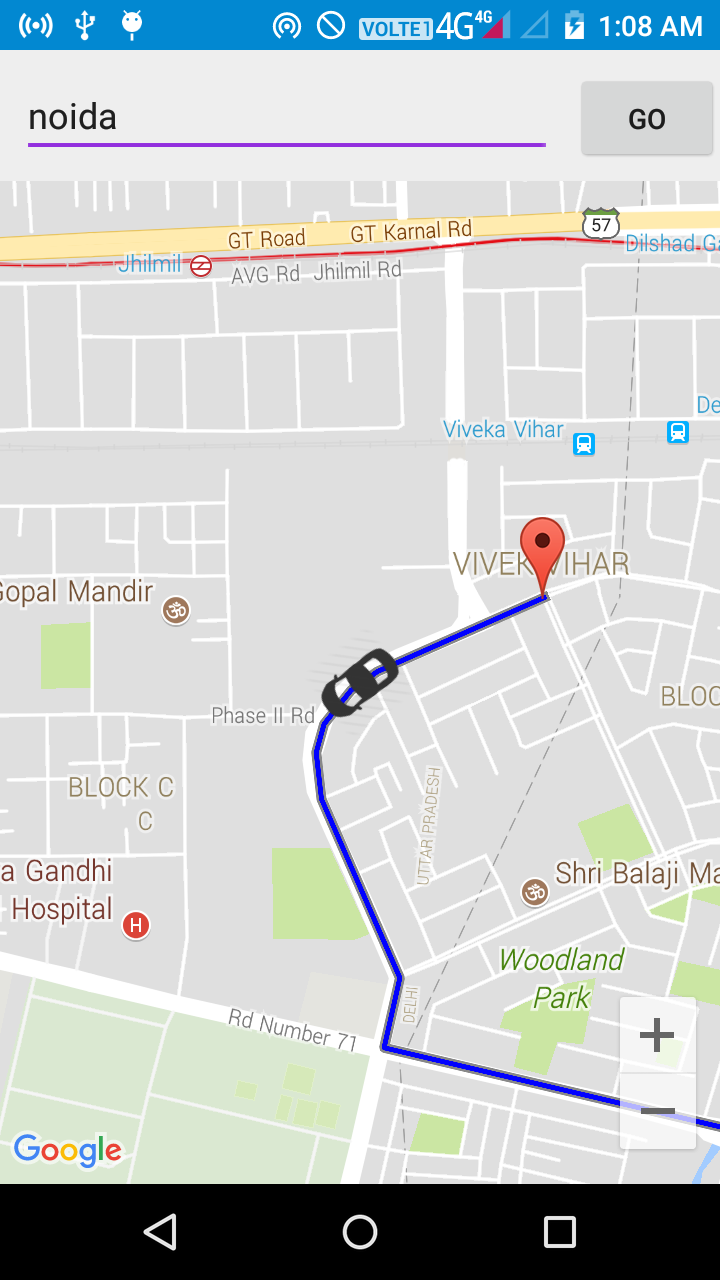 VOLTE1 4G 4G 1:08 AM
noida
GO
GT Road
GT Karnal Rd
57
Jhilmil
Dilshad Ga
AVG Rd
Jhilmil Rd
De
Viveka Vihar
VIVEK VIHAR
Gopal Mandir
BLOC
Phase II Rd
BLOCK C
C
UTTAR PRADESH
a Gandhi
Hospital
H
Shri Balaji Ma
Woodland
Park
DELHI
Rd Number 71
+
−
Google